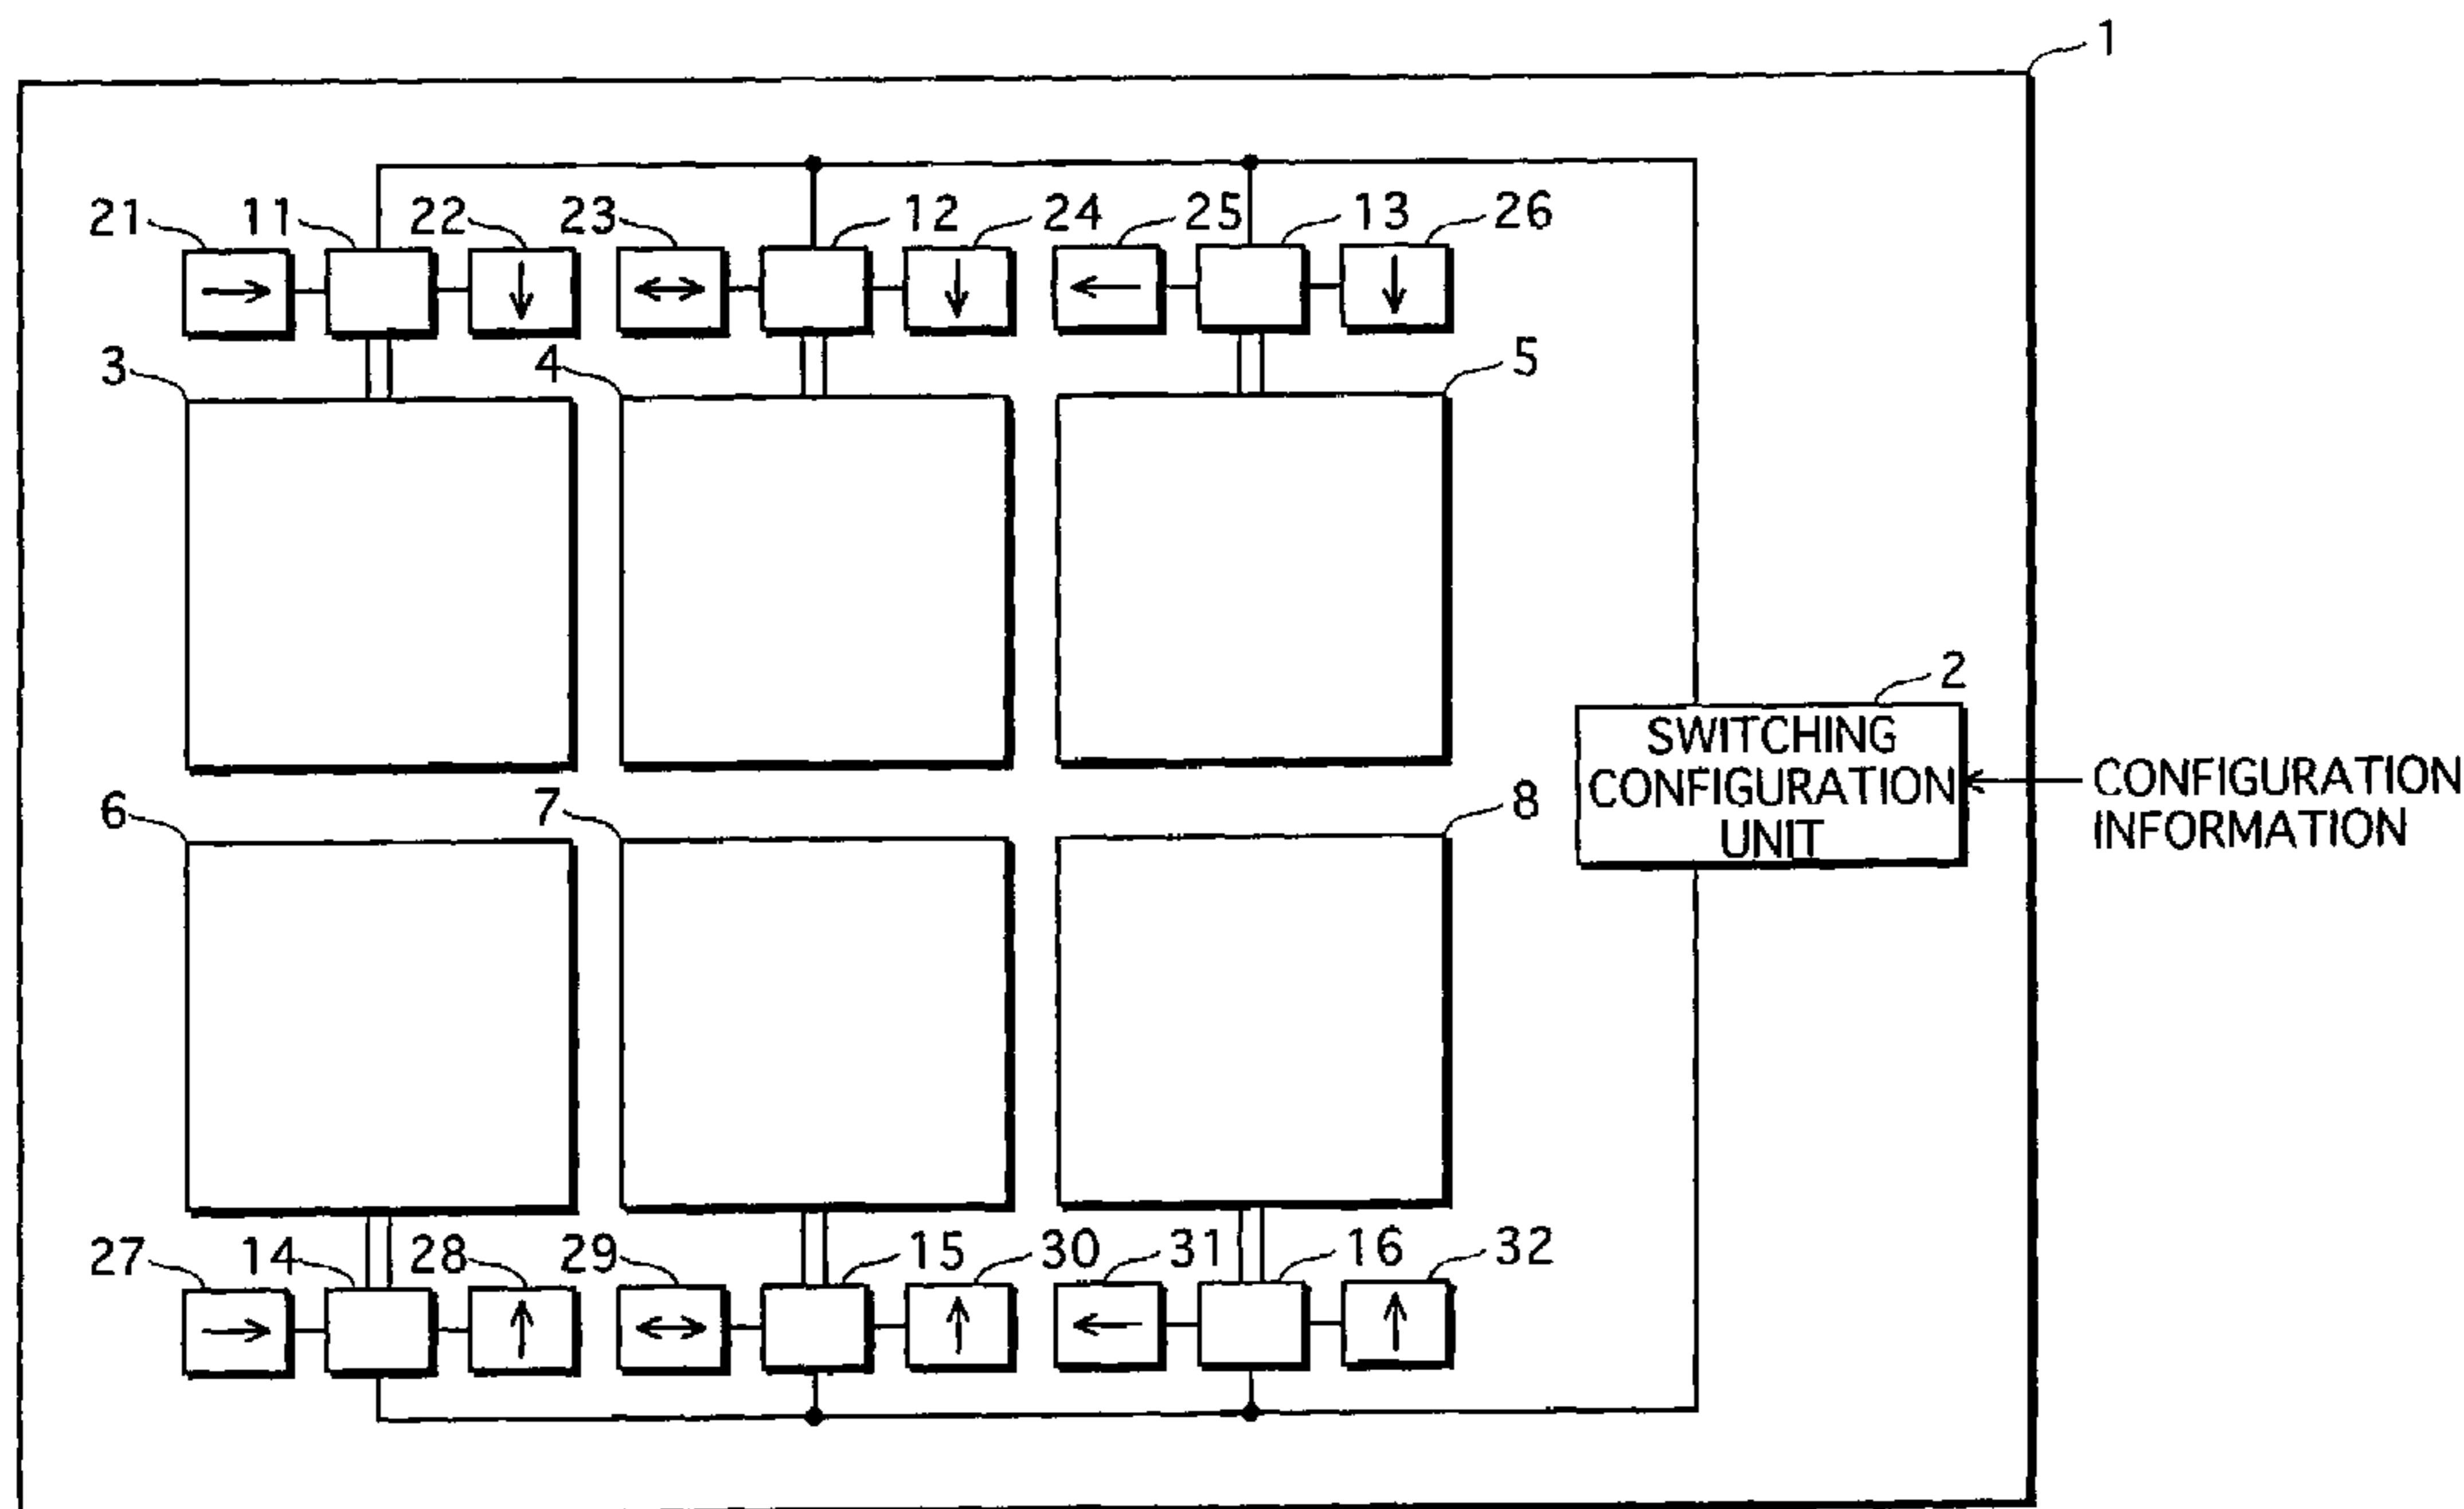 1
21 11 22 23 12 24 25 13 26
3 4 5
2
SWITCHING
CONFIGURATION
UNIT
CONFIGURATION
INFORMATION
6 7 8
27 14 28 29 15 30 31 16 32